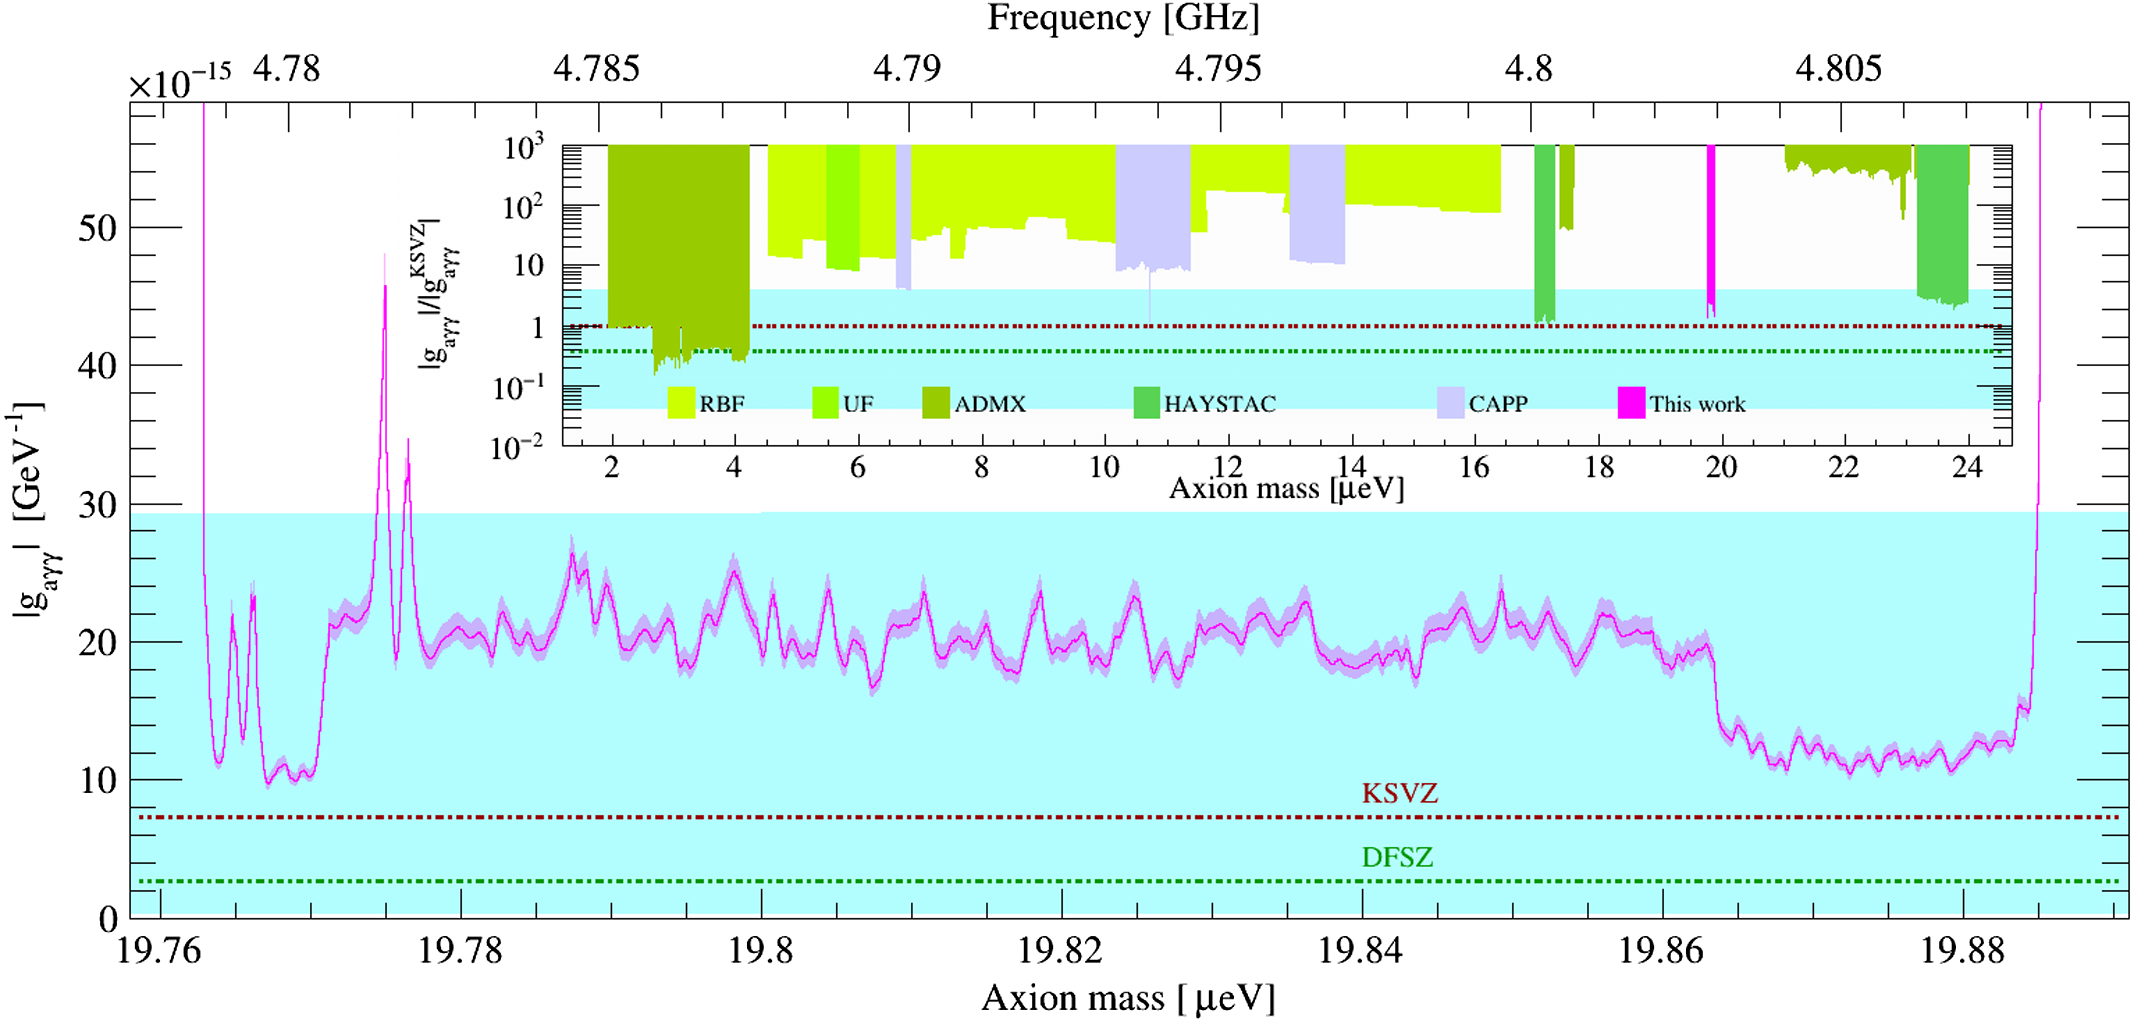 Frequency [GHz]
×10⁻¹⁵ 4.78 4.785 4.79 4.795 4.8 4.805
|g_aγγ| [GeV⁻¹]
50
40
30
20
10
0
|g_aγγ|/|g_aγγ^KSVZ|
10³
10²
10
1
10⁻¹
10⁻²
RBF UF ADMX HAYSTAC CAPP This work
2 4 6 8 10 12 14 16 18 20 22 24
Axion mass [μeV]
KSVZ
DFSZ
19.76 19.78 19.8 19.82 19.84 19.86 19.88
Axion mass [μeV]